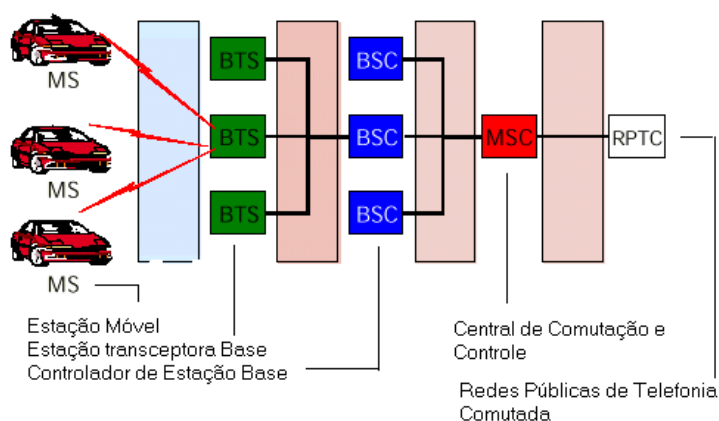 BTS
BSC
MS
BTS
BSC
MSC
RPTC
MS
BTS
BSC
MS
Estação Móvel
Estação transceptora Base
Controlador de Estação Base
Central de Comutação e
Controle
Redes Públicas de Telefonia
Comutada